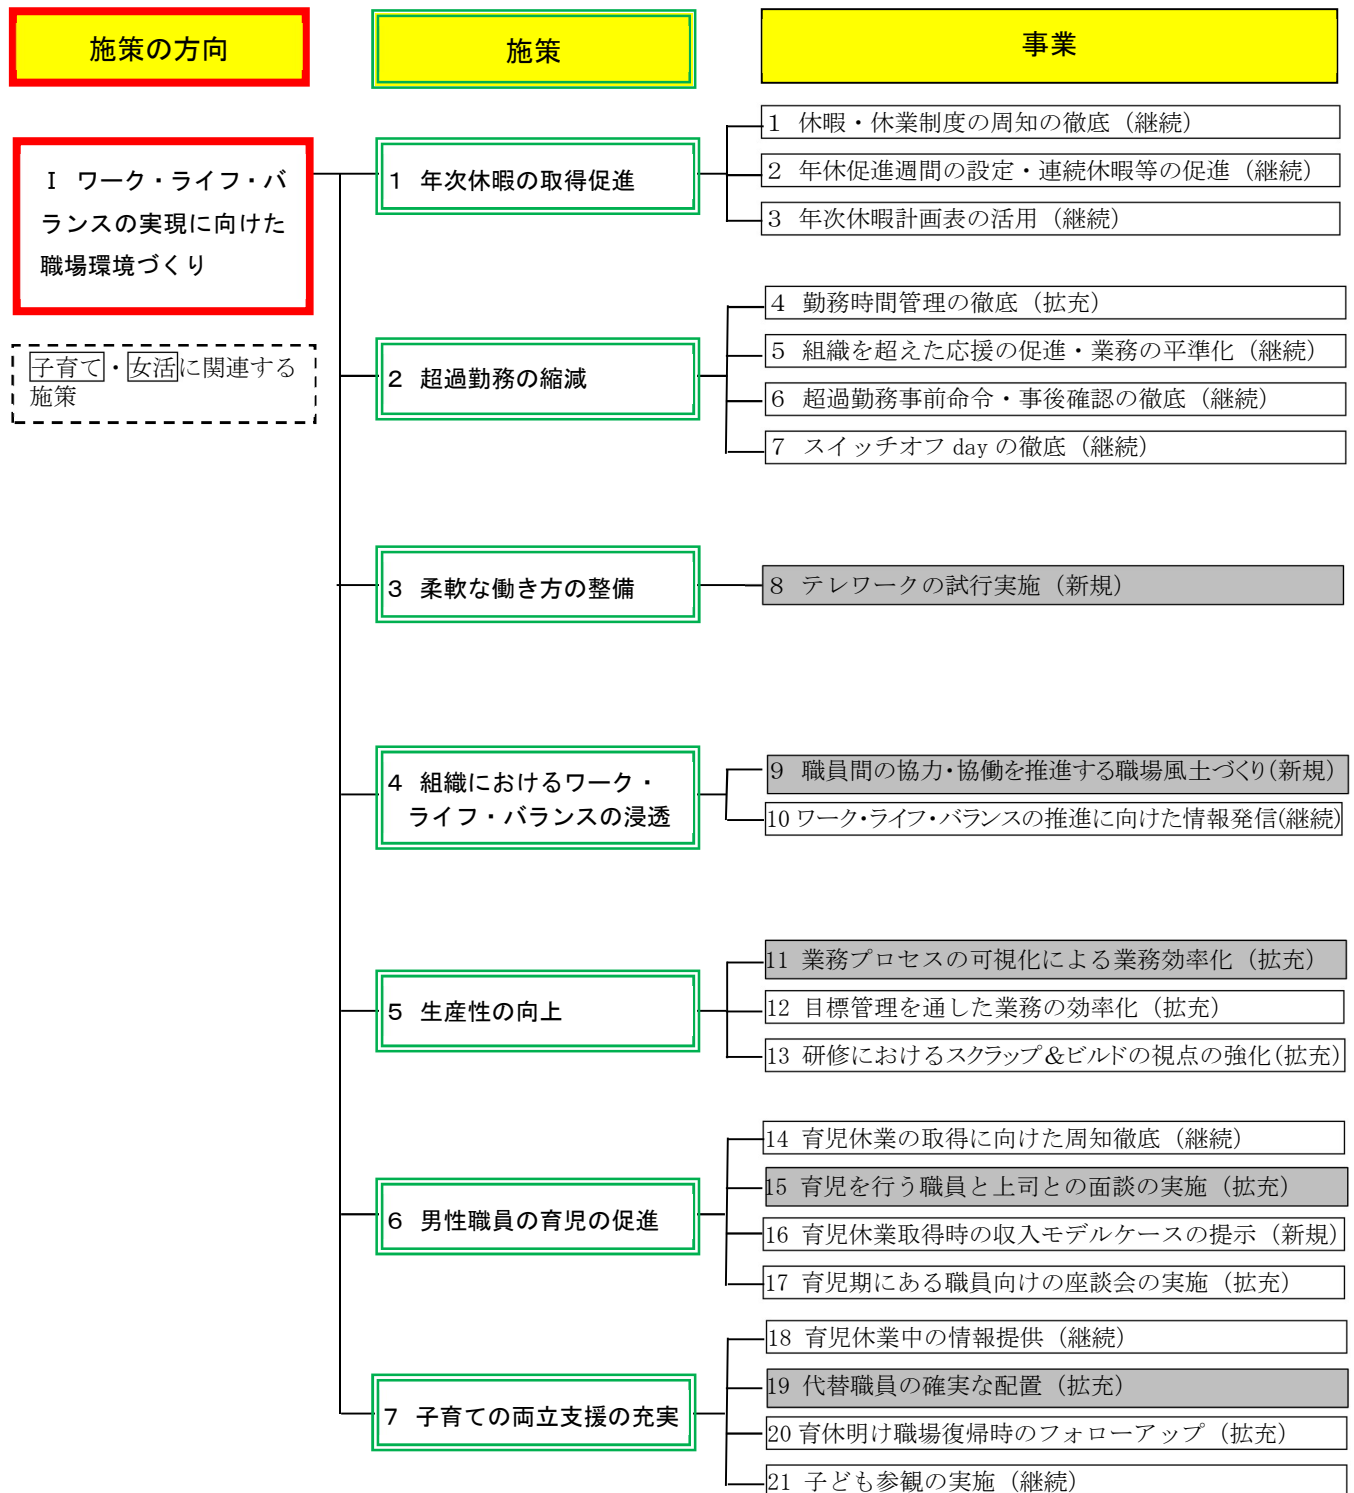 施策の方向
施策
事業
Ⅰ ワーク・ライフ・バ
ランスの実現に向けた
職場環境づくり
子育て・女活に関連する
施策
1 年次休暇の取得促進
1 休暇・休業制度の周知の徹底（継続）
2 年休促進週間の設定・連続休暇等の促進（継続）
3 年次休暇計画表の活用（継続）
2 超過勤務の縮減
4 勤務時間管理の徹底（拡充）
5 組織を超えた応援の促進・業務の平準化（継続）
6 超過勤務事前命令・事後確認の徹底（継続）
7 スイッチオフ day の徹底（継続）
3 柔軟な働き方の整備
8 テレワークの試行実施（新規）
4 組織におけるワーク・
ライフ・バランスの浸透
9 職員間の協力・協働を推進する職場風土づくり(新規)
10 ワーク・ライフ・バランスの推進に向けた情報発信(継続)
5 生産性の向上
11 業務プロセスの可視化による業務効率化（拡充）
12 目標管理を通した業務の効率化（拡充）
13 研修におけるスクラップ&ビルドの視点の強化(拡充)
6 男性職員の育児の促進
14 育児休業の取得に向けた周知徹底（継続）
15 育児を行う職員と上司との面談の実施（拡充）
16 育児休業取得時の収入モデルケースの提示（新規）
17 育児期にある職員向けの座談会の実施（拡充）
7 子育ての両立支援の充実
18 育児休業中の情報提供（継続）
19 代替職員の確実な配置（拡充）
20 育休明け職場復帰時のフォローアップ（拡充）
21 子ども参観の実施（継続）